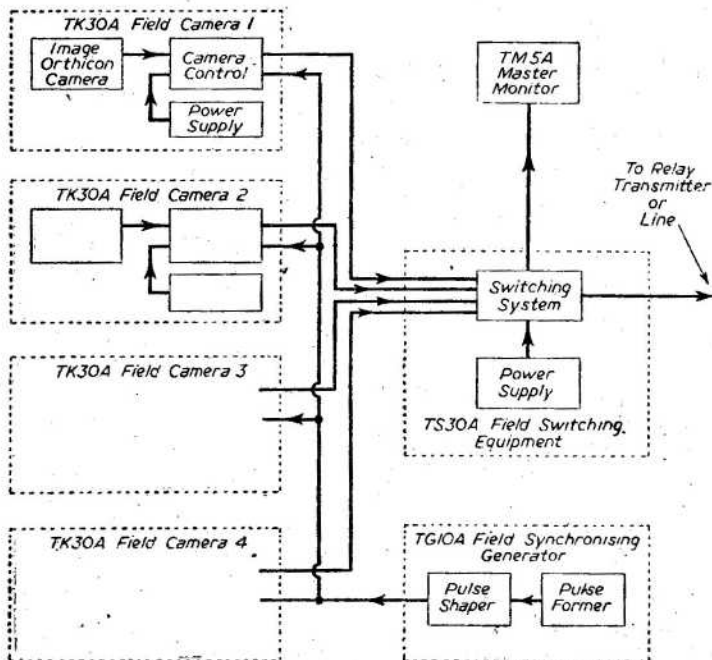 TK30A Field Camera 1
Image
Orthicon
Camera
Camera
Control
Power
Supply
TM5A
Master
Monitor
To Relay
Transmitter
or
Line
TK30A Field Camera 2
Switching
System
Power
Supply
TS30A Field Switching
Equipment
TK30A Field Camera 3
TK30A Field Camera 4
TG10A Field Synchronising
Generator
Pulse
Shaper
Pulse
Former